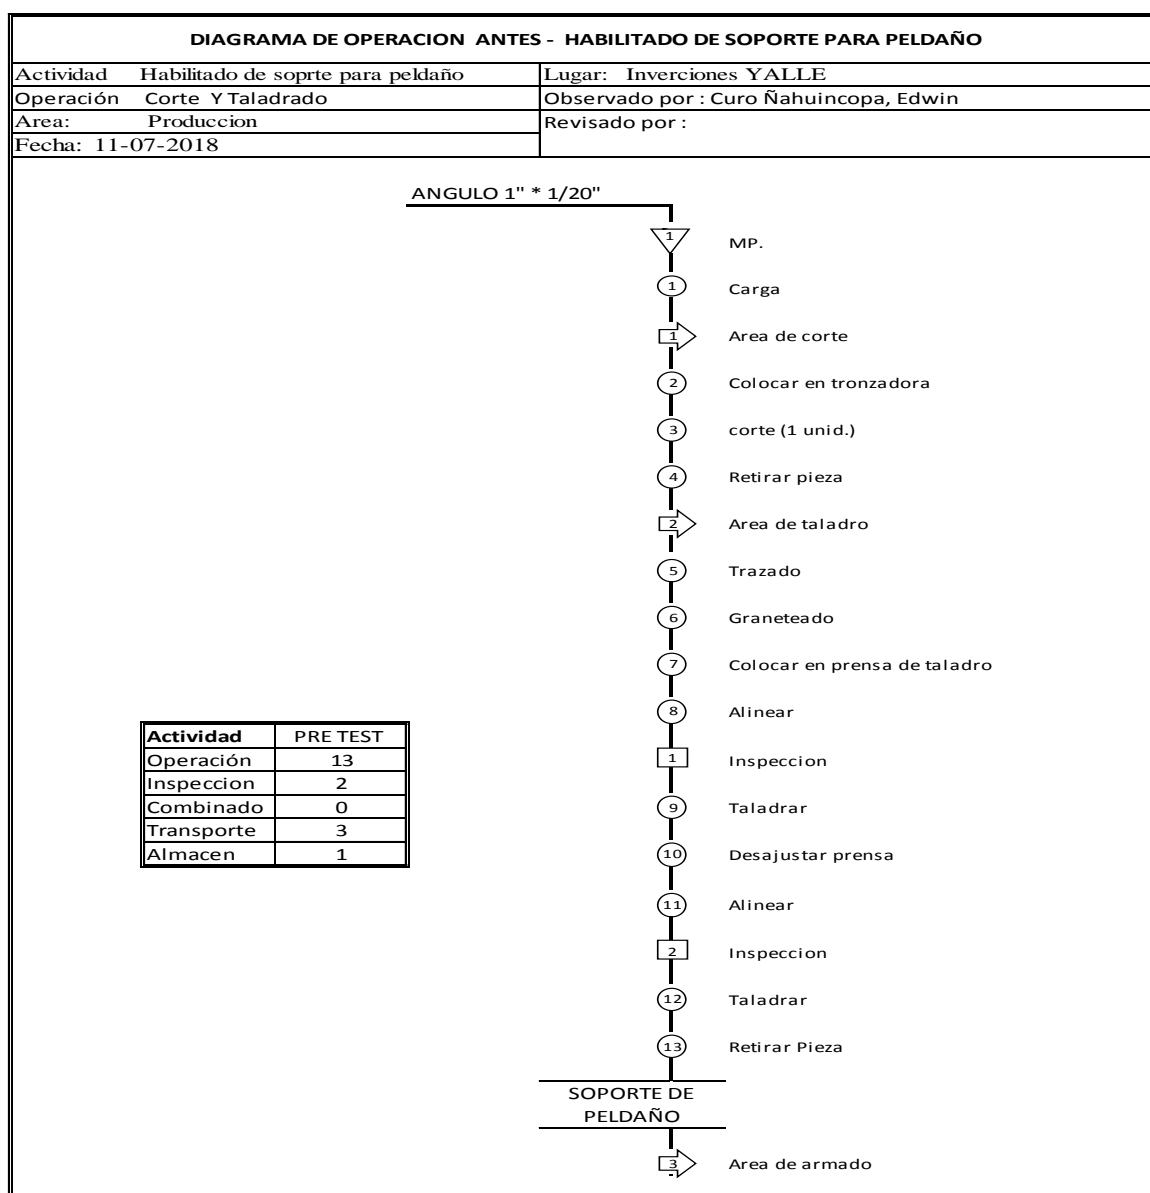 DIAGRAMA DE OPERACION ANTES - HABILITADO DE SOPORTE PARA PELDAÑO
Actividad Habilitado de soprte para peldaño
Lugar: Inverciones YALLE
Operación Corte Y Taladrado
Observado por : Curo Ñahuincopa, Edwin
Area: Produccion
Revisado por :
Fecha: 11-07-2018
ANGULO 1" * 1/20"
1 MP.
1 Carga
1 Area de corte
2 Colocar en tronzadora
3 corte (1 unid.)
4 Retirar pieza
2 Area de taladro
5 Trazado
6 Graneteado
7 Colocar en prensa de taladro
8 Alinear
1 Inspeccion
9 Taladrar
10 Desajustar prensa
11 Alinear
2 Inspeccion
12 Taladrar
13 Retirar Pieza
SOPORTE DE
PELDAÑO
3 Area de armado
Actividad PRE TEST
Operación 13
Inspeccion 2
Combinado 0
Transporte 3
Almacen 1